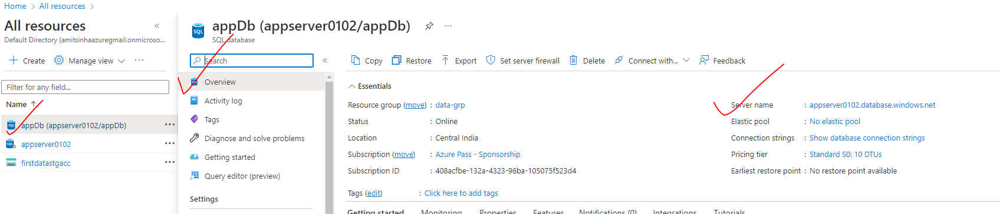 Home > All resources >
All resources «
Default Directory (amitsinhaazuregmail.onmicroso...
+ Create Manage view ...
Filter for any field...
Name ↑
appDb (appserver0102/appDb) ...
appserver0102 ...
firstdatastgacc ...
appDb (appserver0102/appDb) ...
SQL database
Search «
Overview
Activity log
Tags
Diagnose and solve problems
Getting started
Query editor (preview)
Settings
Copy Restore Export Set server firewall Delete Connect with... Feedback
Essentials
Resource group (move) : data-grp
Status : Online
Location : Central India
Subscription (move) : Azure Pass - Sponsorship
Subscription ID : 408acfbe-132a-4323-96ba-105075f523d4
Server name : appserver0102.database.windows.net
Elastic pool : No elastic pool
Connection strings : Show database connection strings
Pricing tier : Standard S0: 10 DTUs
Earliest restore point : No restore point available
Tags (edit) : Click here to add tags
Getting started Monitoring Properties Features Notifications (0) Integrations Tutorials